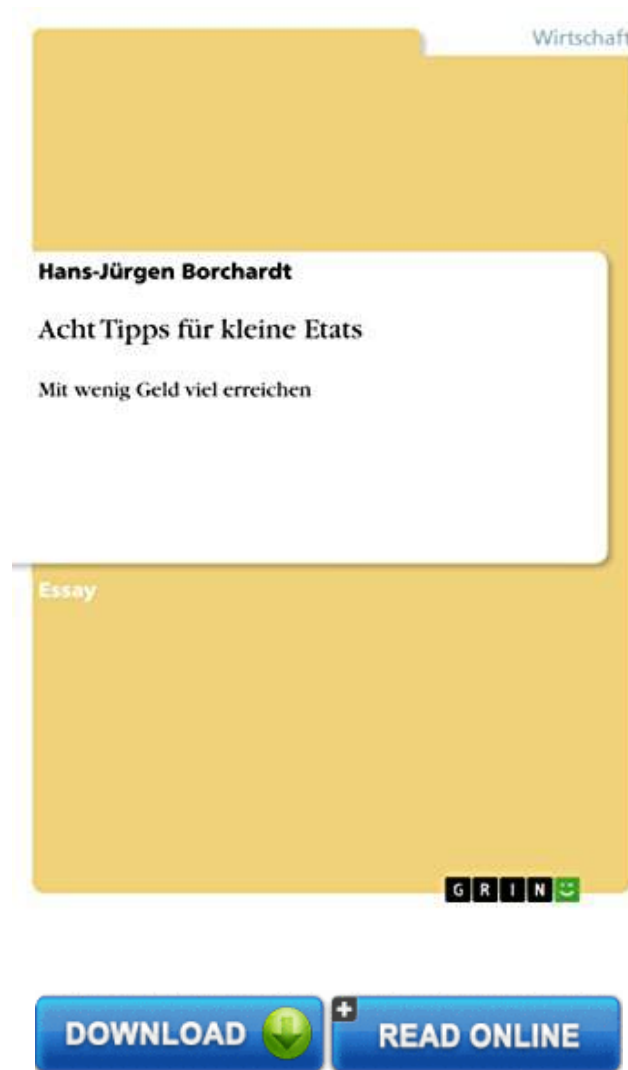 Wirtschaft
Hans-Jürgen Borchardt
Acht Tipps für kleine Etats
Mit wenig Geld viel erreichen
Essay
GRIN
DOWNLOAD
READ ONLINE